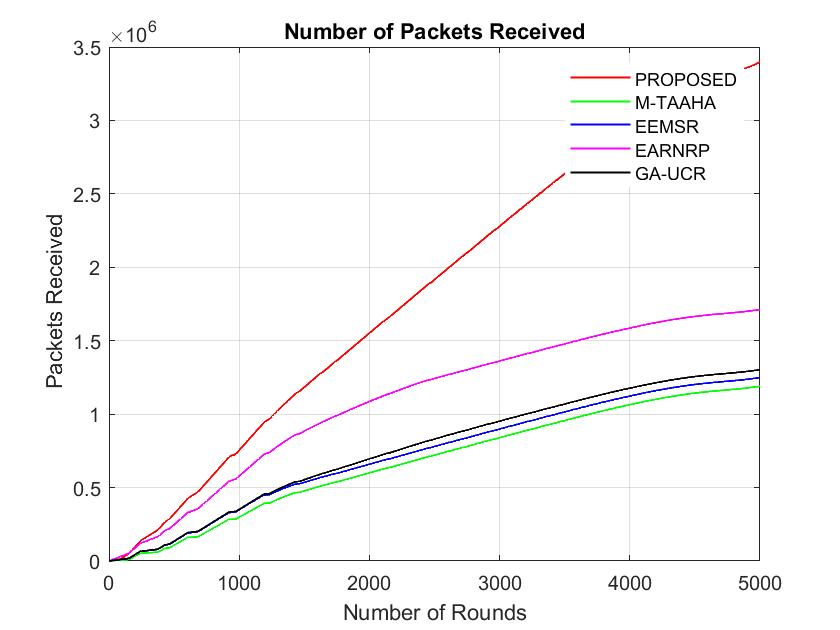 Number of Packets Received
×10^6
3.5
3
2.5
2
1.5
1
0.5
0
Packets Received
PROPOSED
M-TAAHA
EEMSR
EARNRP
GA-UCR
0 1000 2000 3000 4000 5000
Number of Rounds